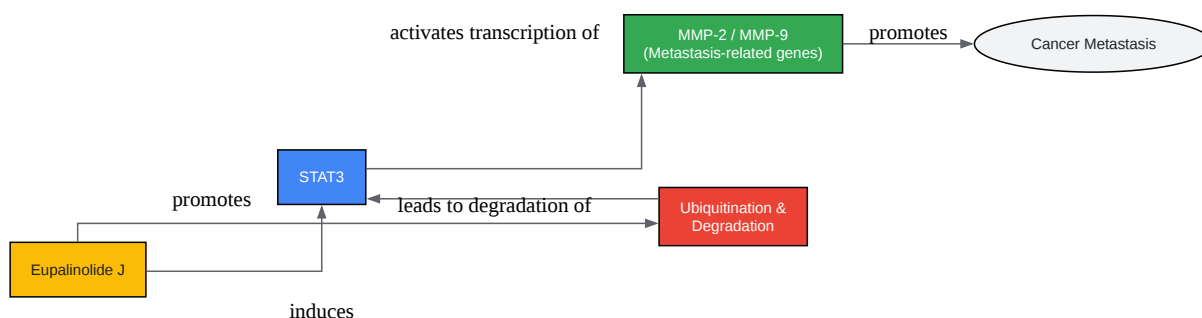 activates transcription of
MMP-2 / MMP-9
(Metastasis-related genes)
promotes
Cancer Metastasis
STAT3
promotes
leads to degradation of
Ubiquitination &
Degradation
Eupalinolide J
induces